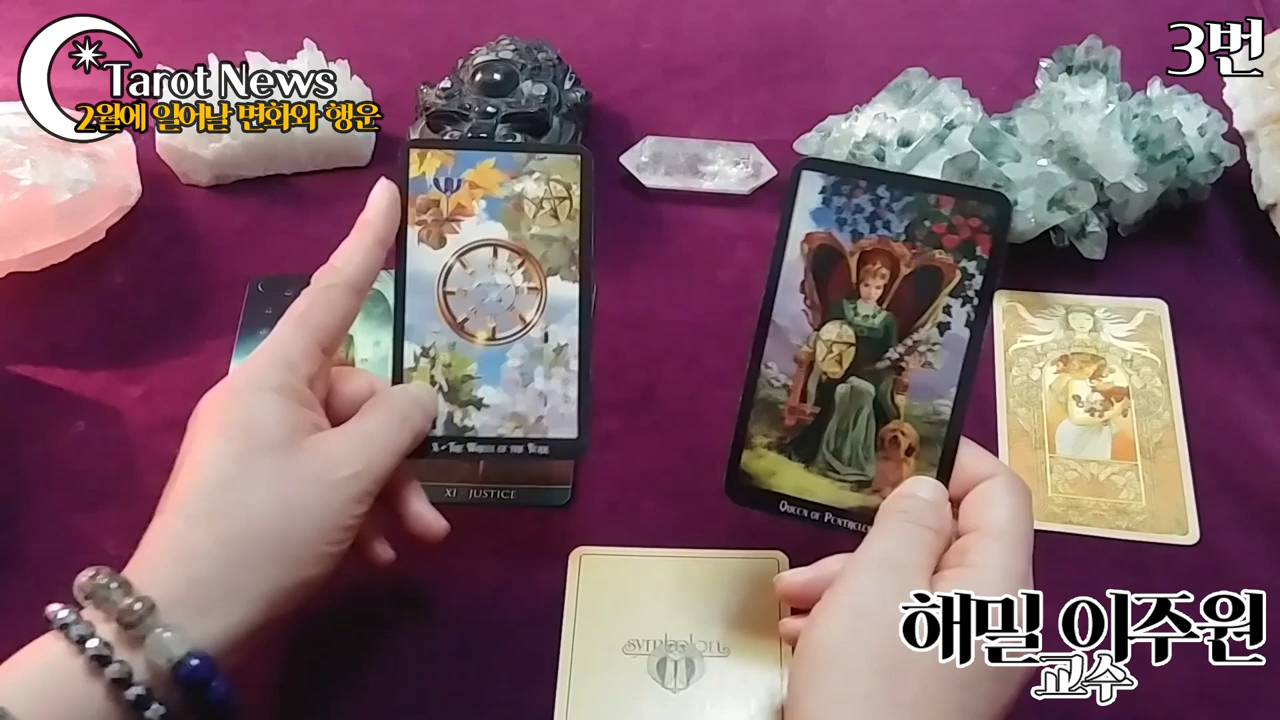 Tarot News
2월에 일어날 변화와 행운
3번
X - THE WHEEL OF THE YEAR
XI JUSTICE
QUEEN OF PENTACLES
SYMBOLON
해밀 이주원
교수